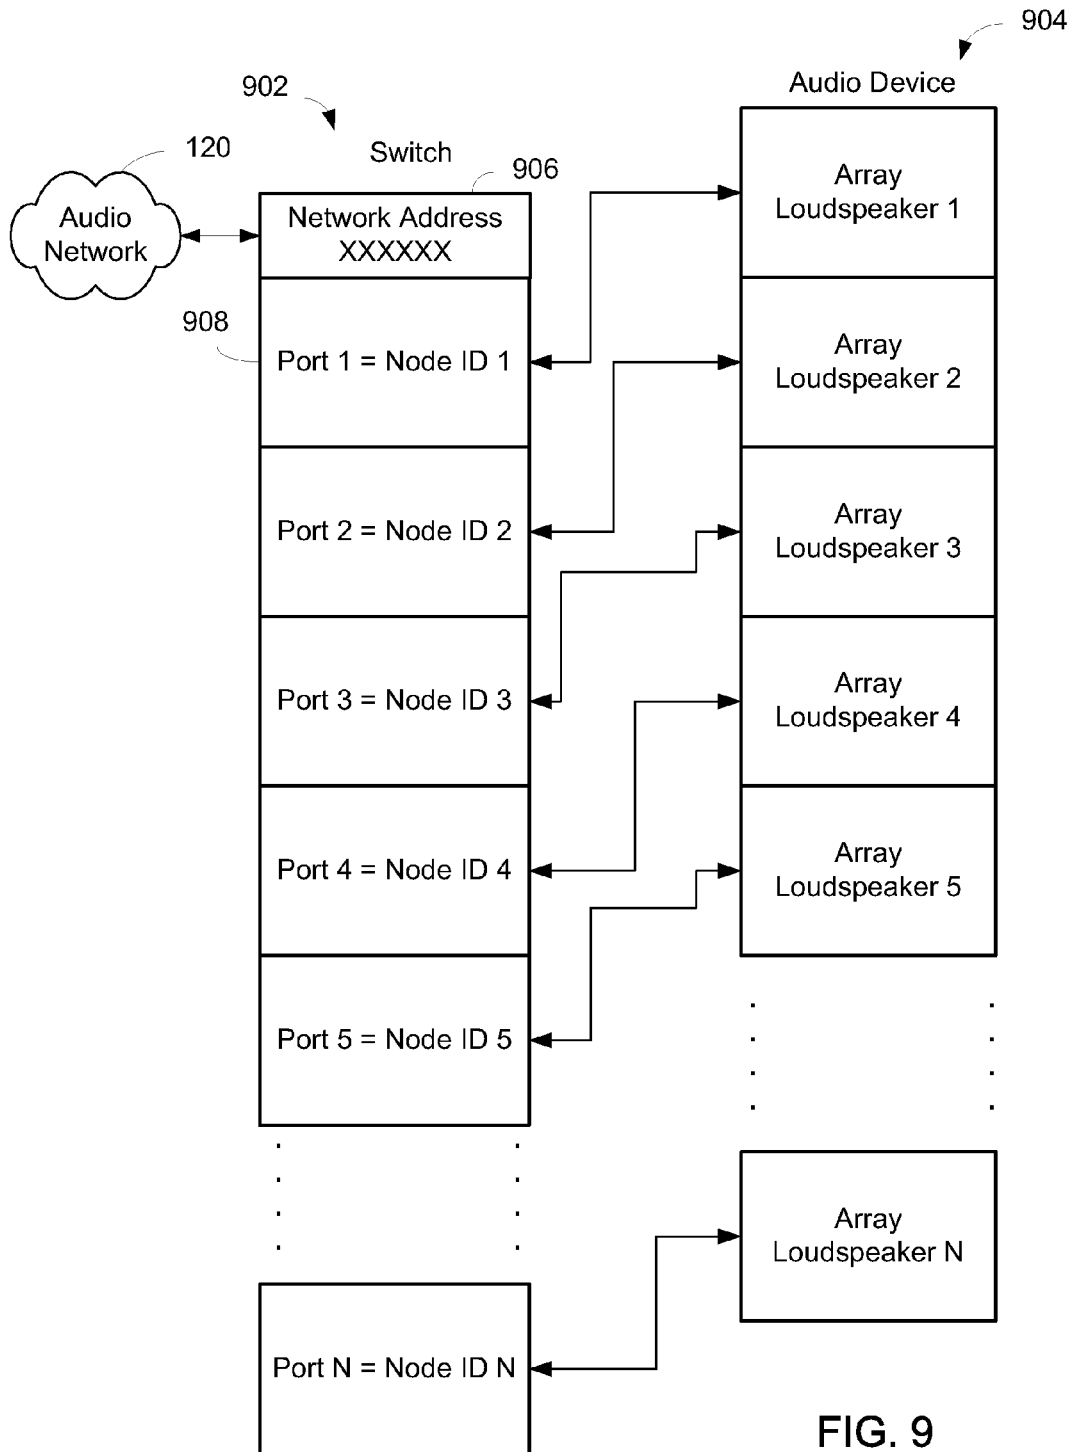 904
Audio Device
902
Switch
120
906
Audio
Network
Network Address
XXXXXX
Array
Loudspeaker 1
908
Port 1 = Node ID 1
Array
Loudspeaker 2
Port 2 = Node ID 2
Array
Loudspeaker 3
Port 3 = Node ID 3
Array
Loudspeaker 4
Port 4 = Node ID 4
Array
Loudspeaker 5
Port 5 = Node ID 5
Array
Loudspeaker N
Port N = Node ID N
FIG. 9